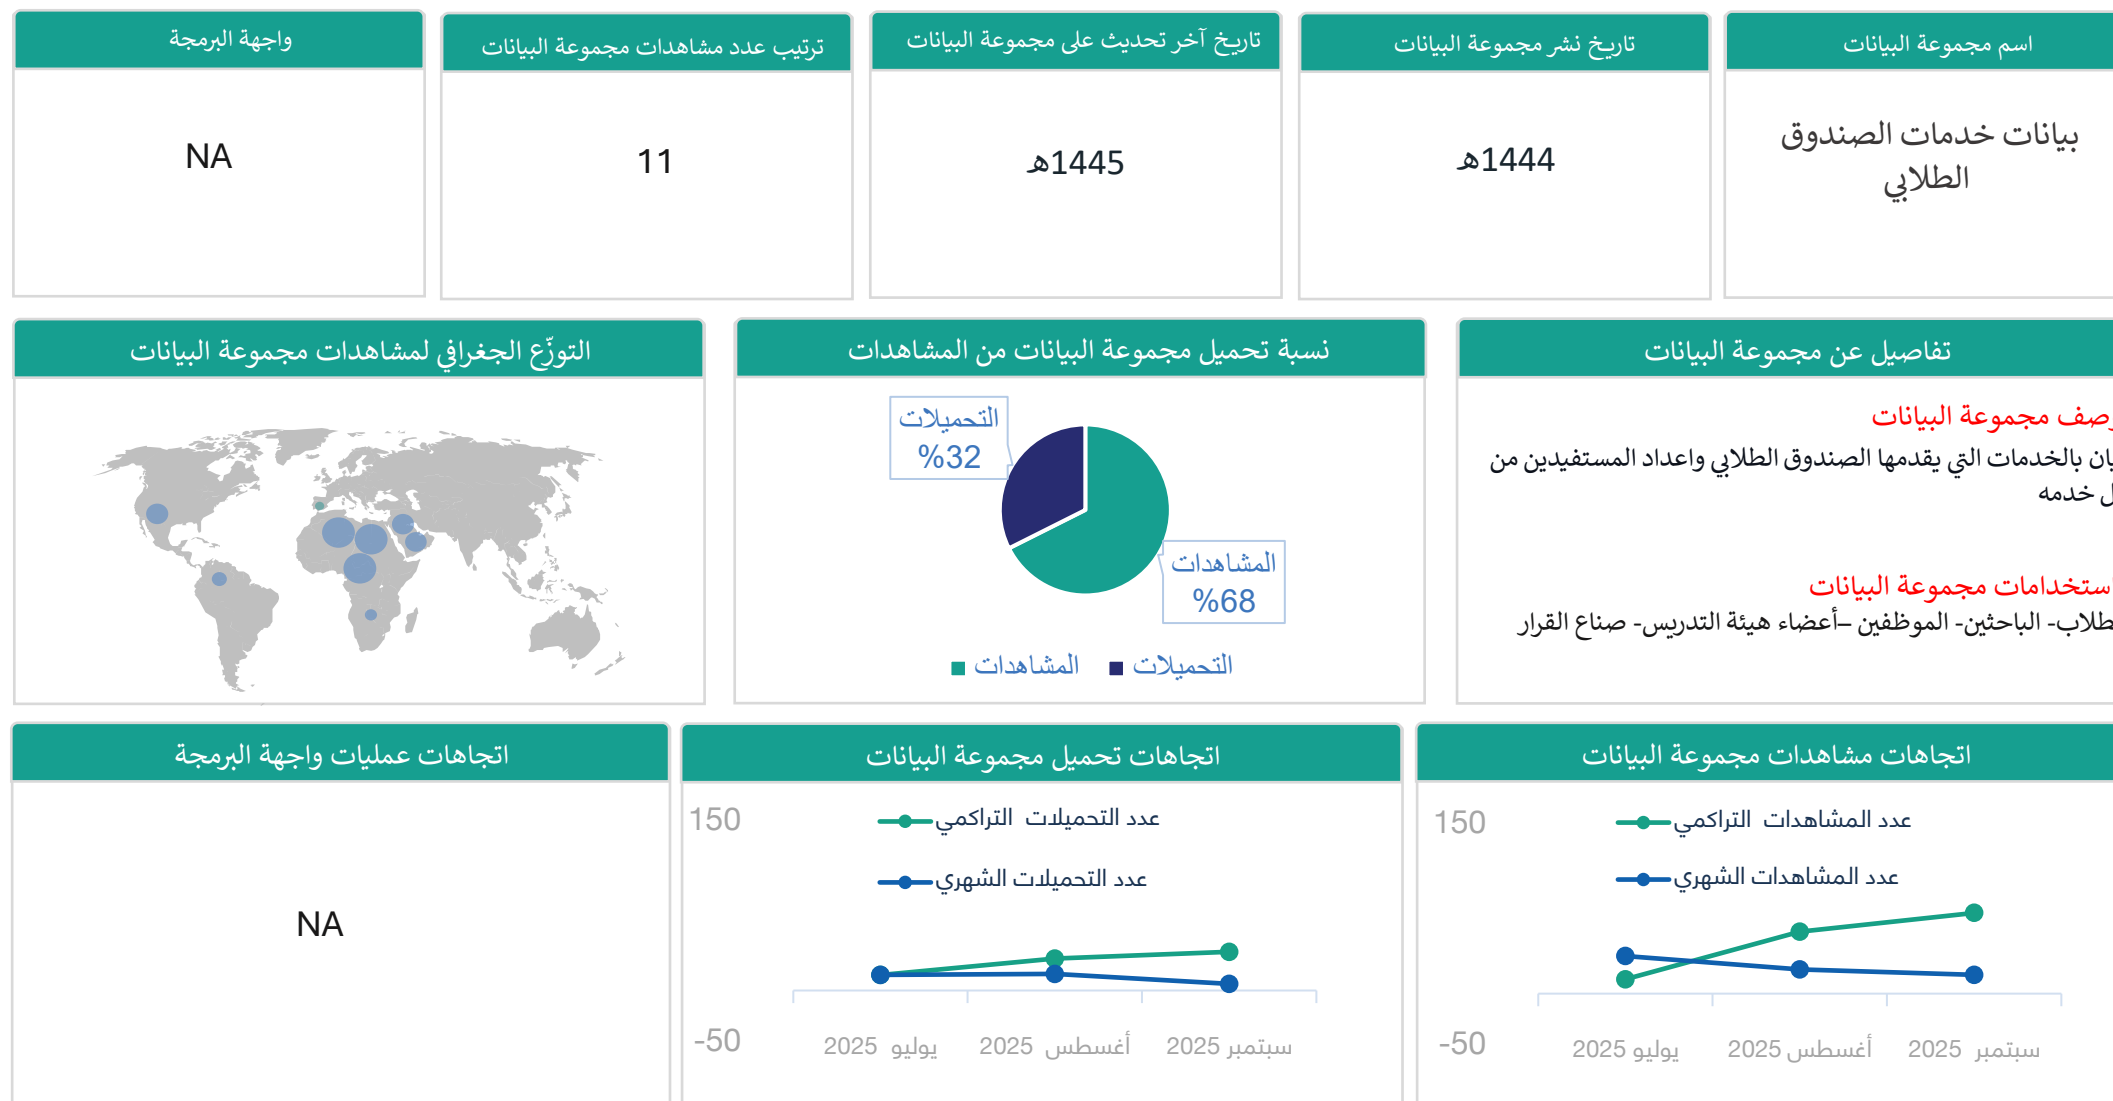 اسم مجموعة البيانات
بيانات خدمات الصندوق
الطلابي
تاريخ نشر مجموعة البيانات
1444هـ
تاريخ آخر تحديث على مجموعة البيانات
1445هـ
ترتيب عدد مشاهدات مجموعة البيانات
11
واجهة البرمجة
NA
تفاصيل عن مجموعة البيانات
مجموعة البيانات
بالخدمات التي يقدمها الصندوق الطلابي واعداد المستفيدين من
خدمه
مجموعة البيانات
الباحثين- الموظفين –أعضاء هيئة التدريس- صناع القرار
نسبة تحميل مجموعة البيانات من المشاهدات
التحميلات
%32
المشاهدات
%68
التحميلات المشاهدات
التوزّع الجغرافي لمشاهدات مجموعة البيانات
اتجاهات مشاهدات مجموعة البيانات
150
عدد المشاهدات التراكمي
عدد المشاهدات الشهري
-50
يوليو 2025
أغسطس 2025
سبتمبر 2025
اتجاهات تحميل مجموعة البيانات
150
عدد التحميلات التراكمي
عدد التحميلات الشهري
-50
يوليو 2025
أغسطس 2025
سبتمبر 2025
اتجاهات عمليات واجهة البرمجة
NA